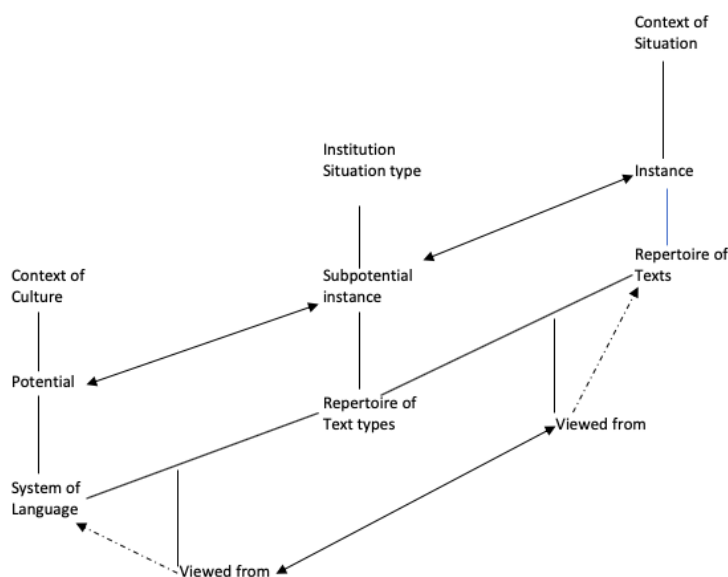 Context of
Situation
Institution
Situation type
Instance
Repertoire of
Texts
Context of
Culture
Subpotential
instance
Potential
Repertoire of
Text types
Viewed from
System of
Language
Viewed from